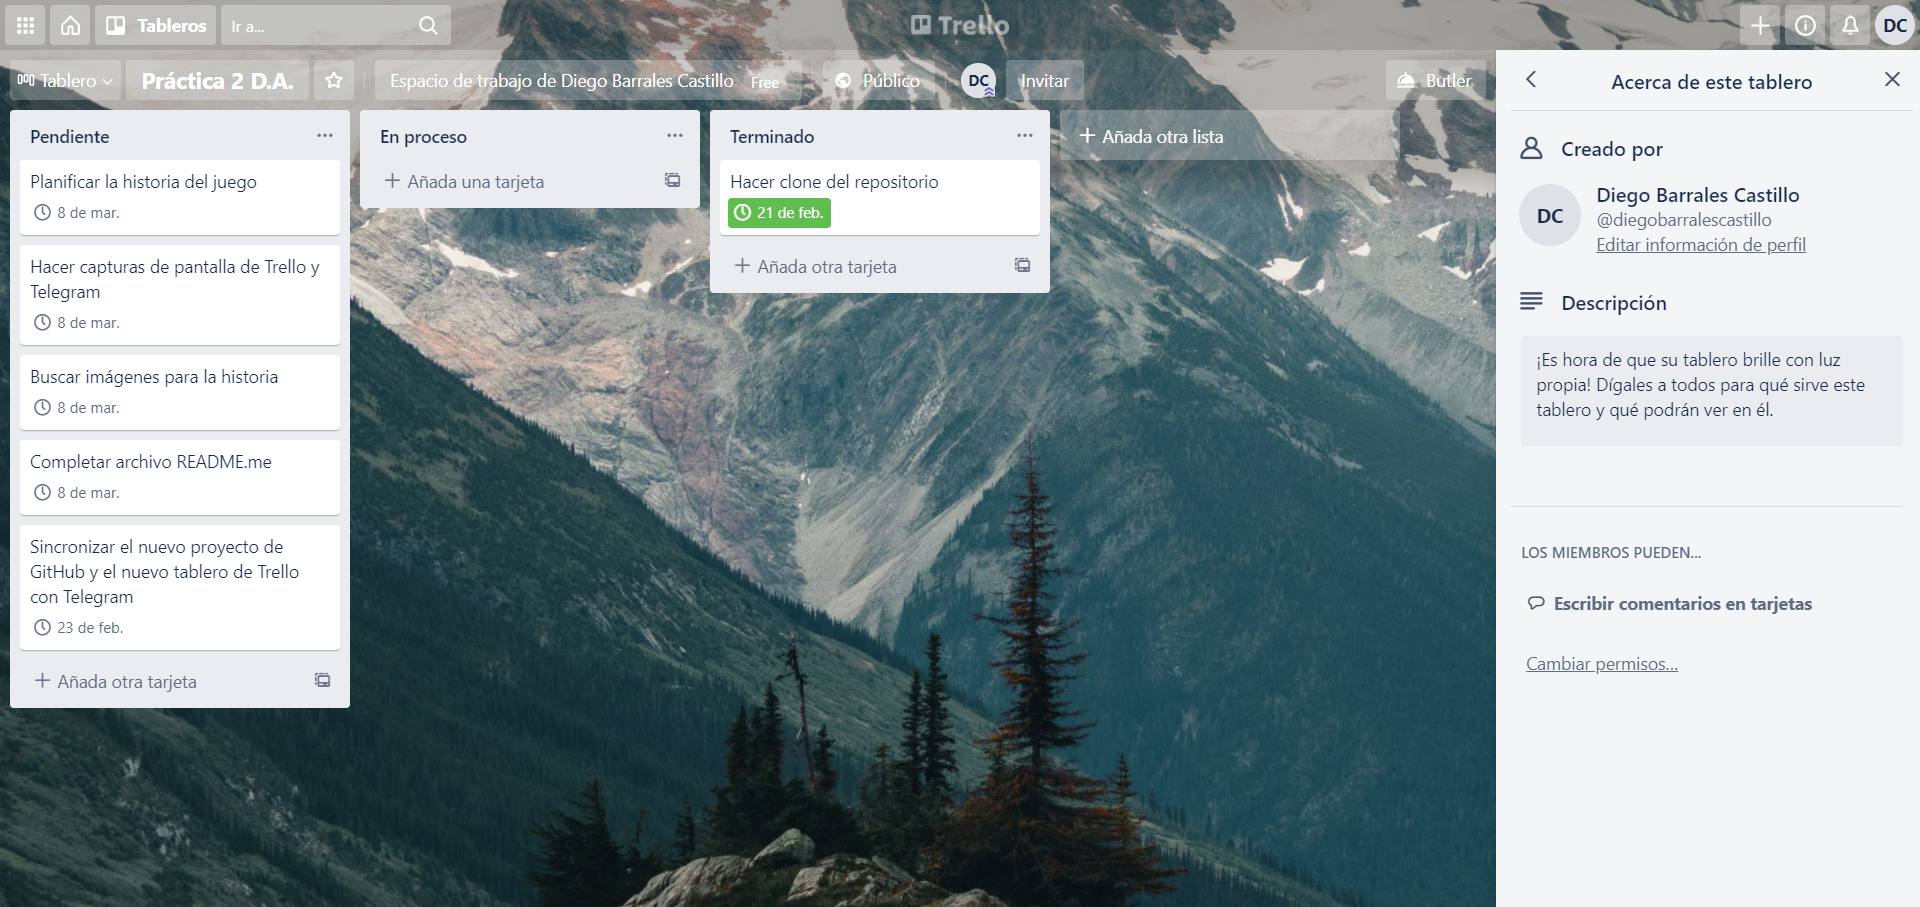 Tableros
Ir a...
Trello
DC
Tablero
Práctica 2 D.A.
Espacio de trabajo de Diego Barrales Castillo
Free
Público
DC
Invitar
Butler
Pendiente
Planificar la historia del juego
8 de mar.
Hacer capturas de pantalla de Trello y
Telegram
8 de mar.
Buscar imágenes para la historia
8 de mar.
Completar archivo README.me
8 de mar.
Sincronizar el nuevo proyecto de
GitHub y el nuevo tablero de Trello
con Telegram
23 de feb.
Añada otra tarjeta
En proceso
Añada una tarjeta
Terminado
Hacer clone del repositorio
21 de feb.
Añada otra tarjeta
Añada otra lista
Acerca de este tablero
Creado por
DC
Diego Barrales Castillo
@diegobarralescastillo
Editar información de perfil
Descripción
¡Es hora de que su tablero brille con luz
propia! Dígales a todos para qué sirve este
tablero y qué podrán ver en él.
LOS MIEMBROS PUEDEN...
Escribir comentarios en tarjetas
Cambiar permisos...